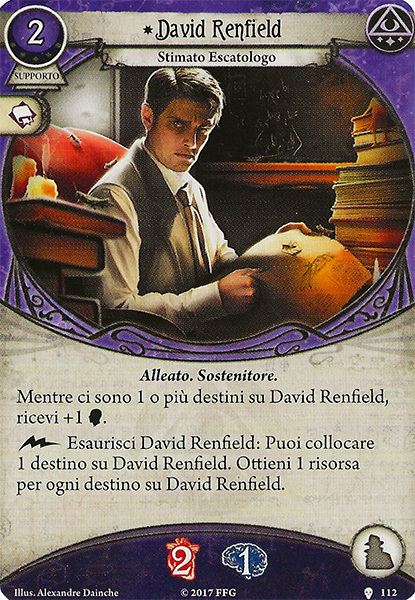 2
David Renfield
SUPPORTO
Stimato Escatologo
Alleato. Sostenitore.
Mentre ci sono 1 o più destini su David Renfield,
ricevi +1 .
Esaurisci David Renfield: Puoi collocare
1 destino su David Renfield. Ottieni 1 risorsa
per ogni destino su David Renfield.
2 1
Illus. Alexandre Dainche © 2017 FFG 112